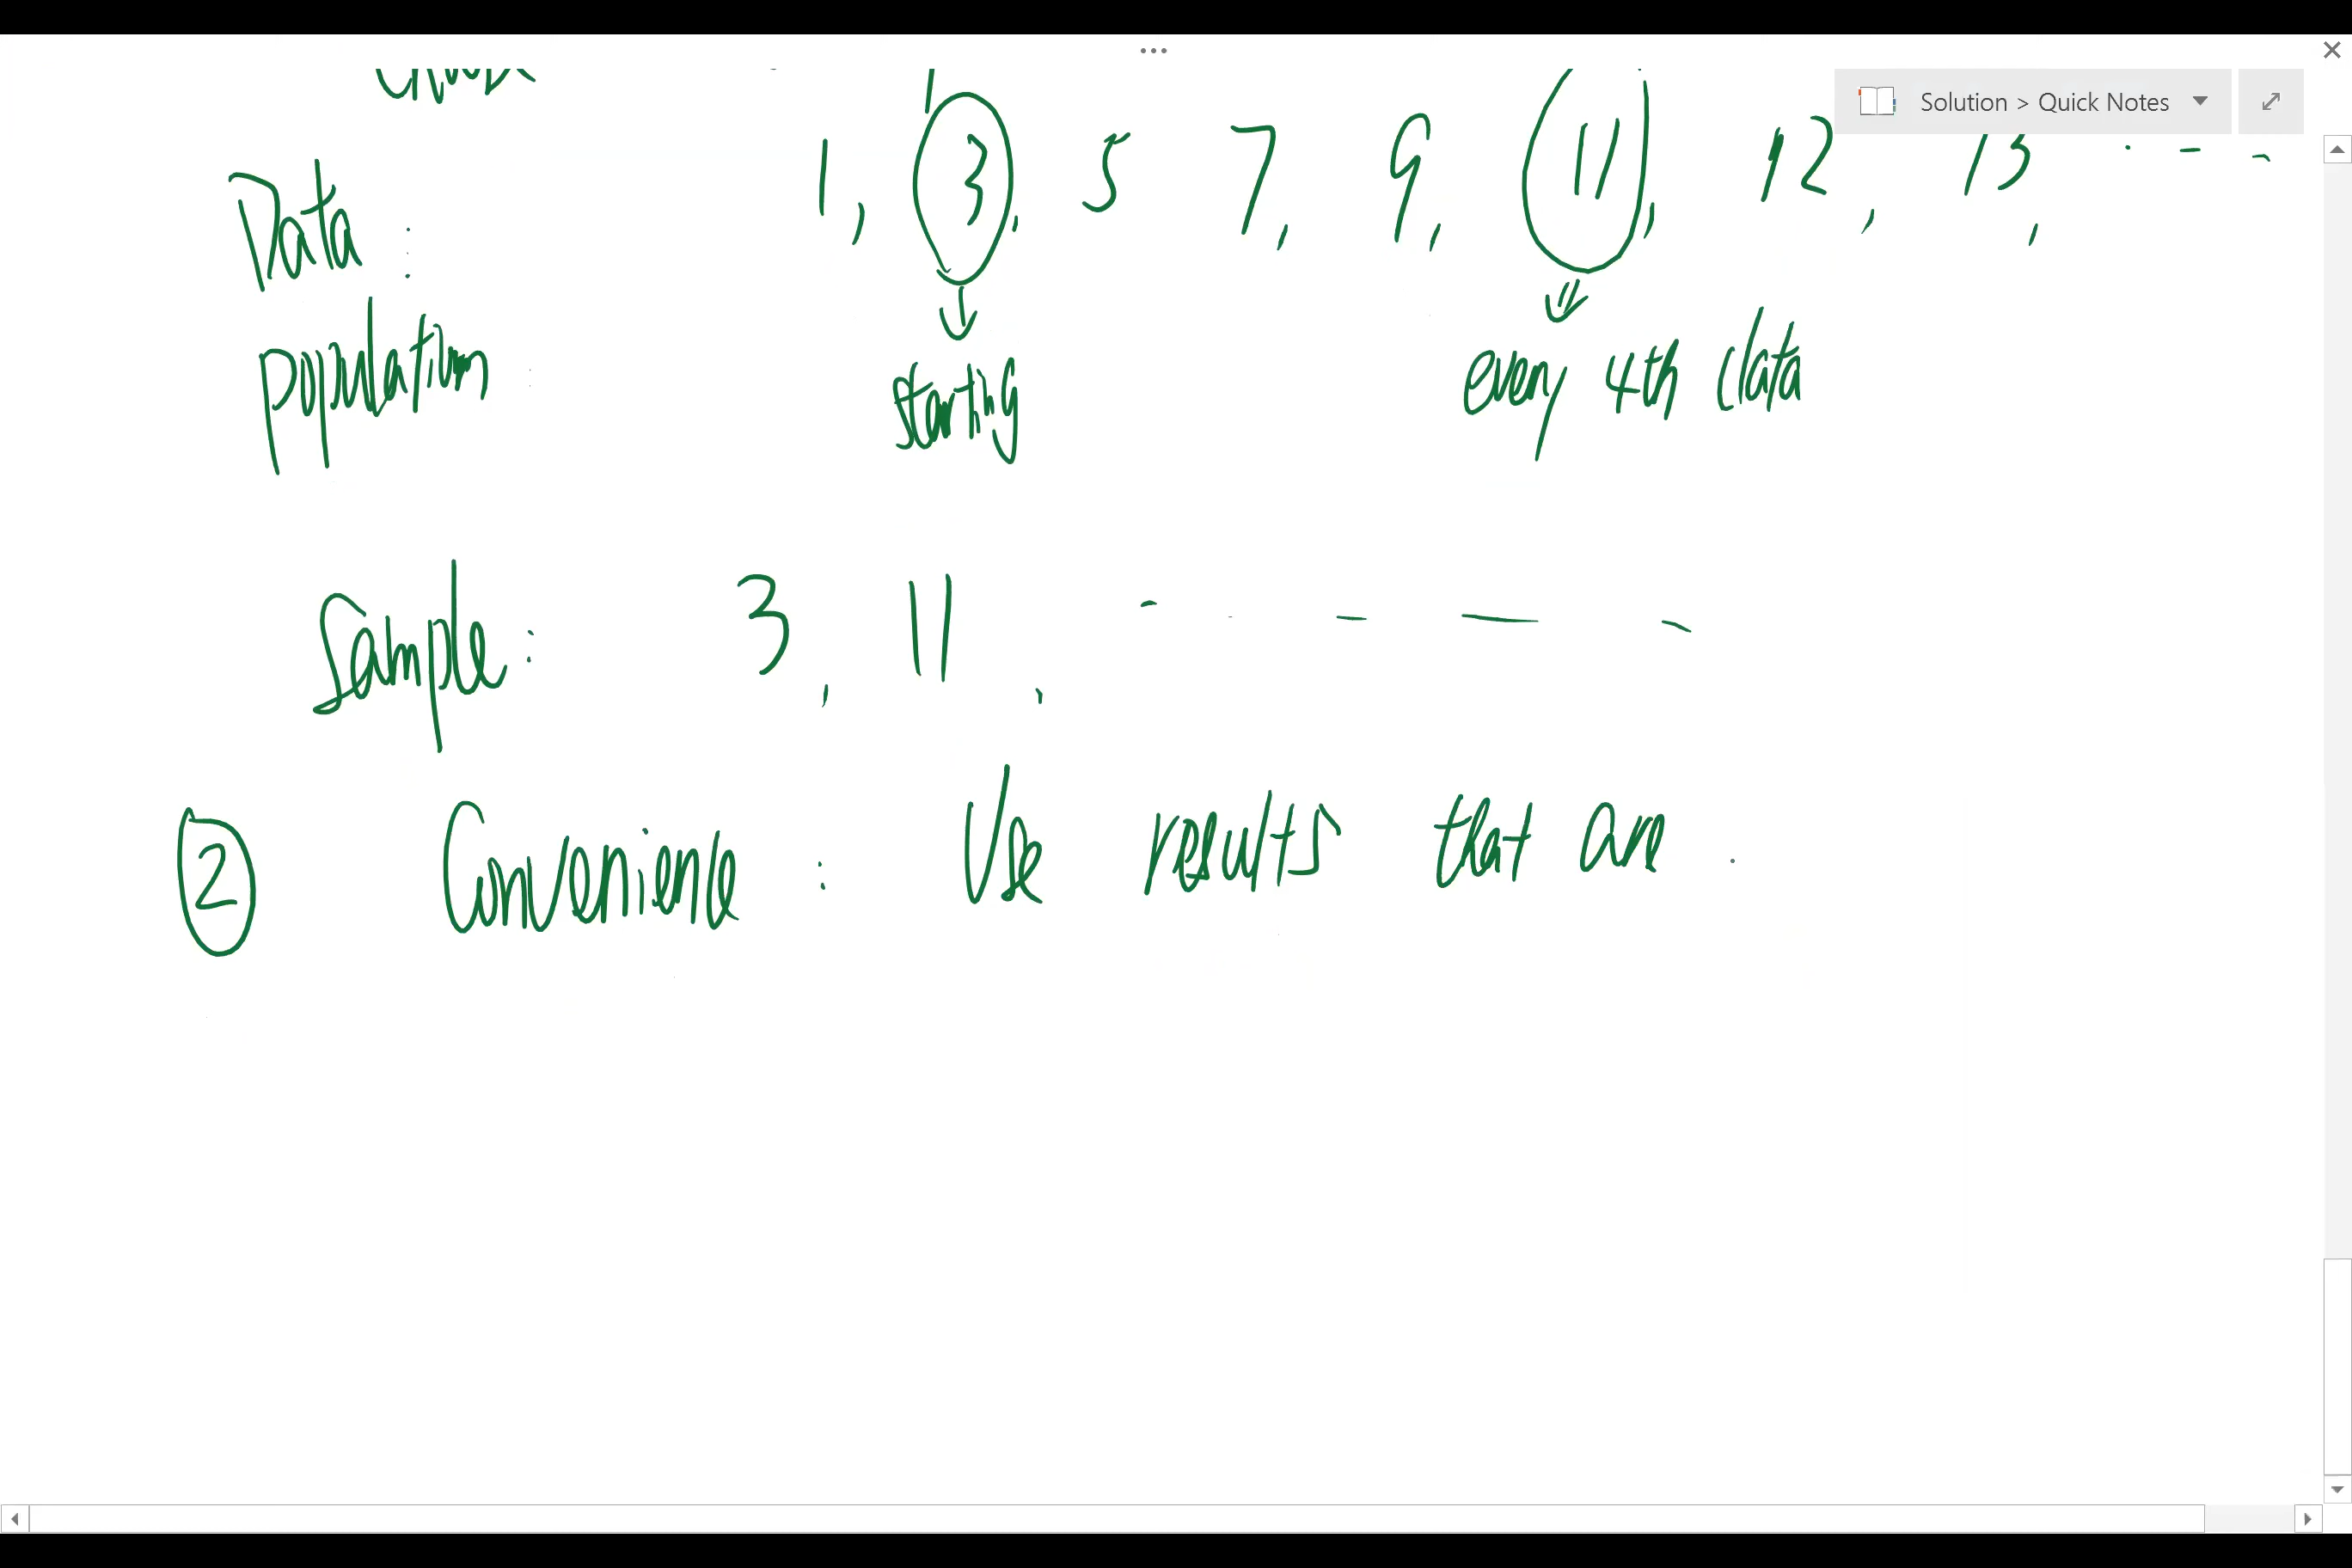 Solution > Quick Notes
1, 3, 5 7, 9, 11, 12, 13, . - -
Data :
population
starting every 4th data
Sample: 3, 11, - - - -
2 Convenience : Use results that are .